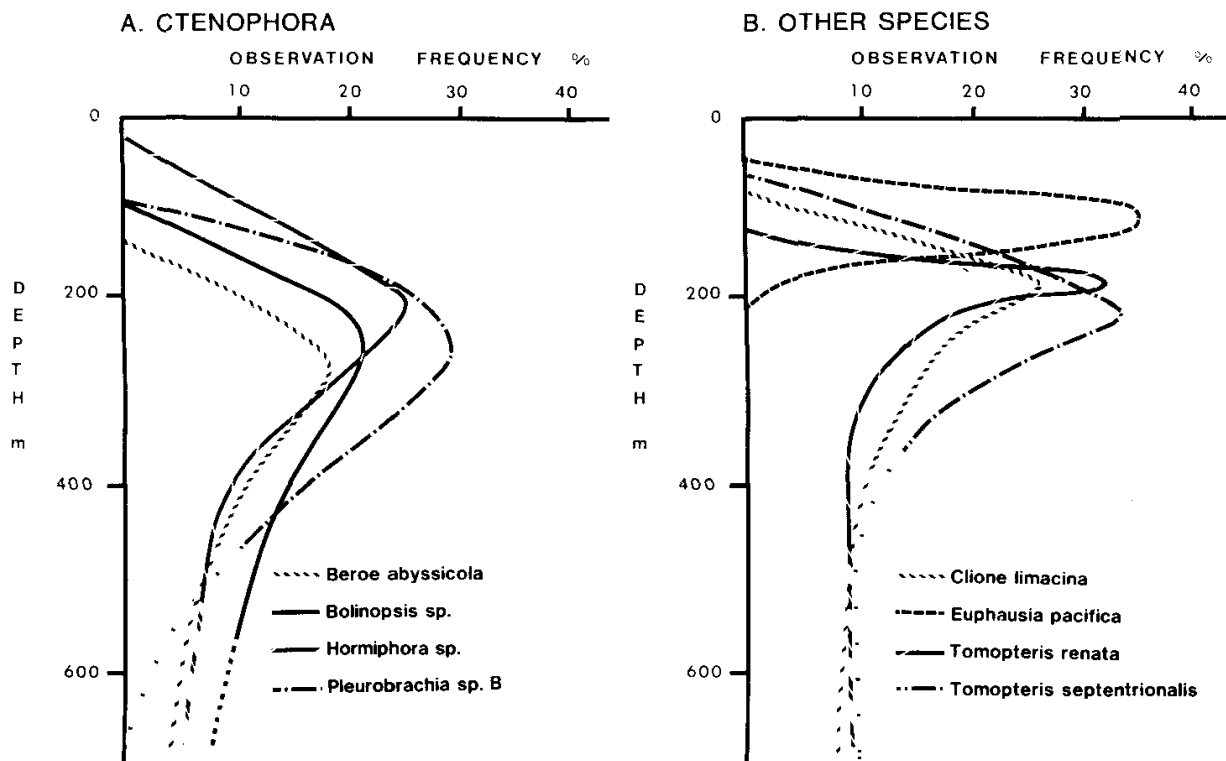 A. CTENOPHORA
OBSERVATION FREQUENCY %
10 20 30 40
0
200
400
600
D
E
P
T
H
m
Beroe abyssicola
Bolinopsis sp.
Hormiphora sp.
Pleurobrachia sp. B
B. OTHER SPECIES
OBSERVATION FREQUENCY %
10 20 30 40
0
200
400
600
D
E
P
T
H
m
Clione limacina
Euphausia pacifica
Tomopteris renata
Tomopteris septentrionalis